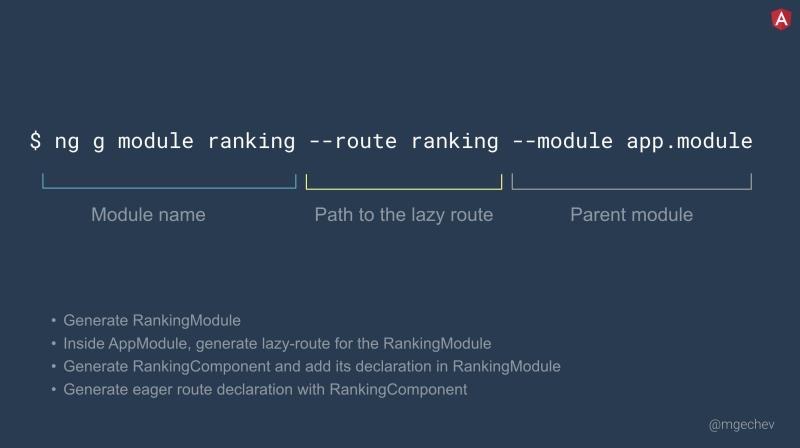 $ ng g module ranking --route ranking --module app.module
Module name
Path to the lazy route
Parent module
• Generate RankingModule
• Inside AppModule, generate lazy-route for the RankingModule
• Generate RankingComponent and add its declaration in RankingModule
• Generate eager route declaration with RankingComponent
@mgechev